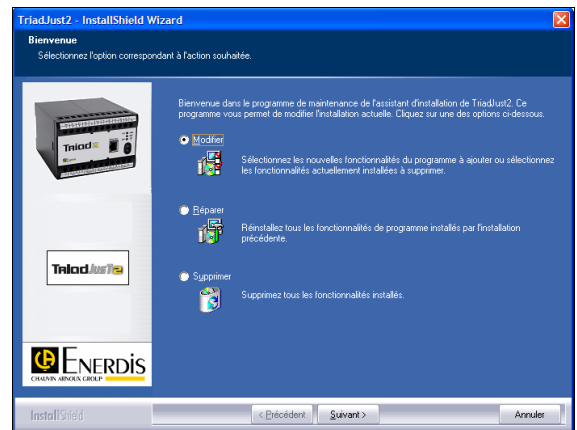 TriadJust2 - InstallShield Wizard
Bienvenue
Sélectionnez l'option correspondant à l'action souhaitée.
Bienvenue dans le programme de maintenance de l'assistant d'installation de TriadJust2. Ce
programme vous permet de modifier l'installation actuelle. Cliquez sur une des options ci-dessous.
Modifier
Sélectionnez les nouvelles fonctionnalités du programme à ajouter ou sélectionnez
les fonctionnalités actuellement installées à supprimer.
Réparer
Réinstallez tous les fonctionnalités de programme installés par l'installation
précédente.
Supprimer
Supprimez tous les fonctionnalités installés.
Triad2
TriadJust2
ENERDIS
CHAUVIN ARNOUX GROUP
InstallShield
< Précédent
Suivant >
Annuler